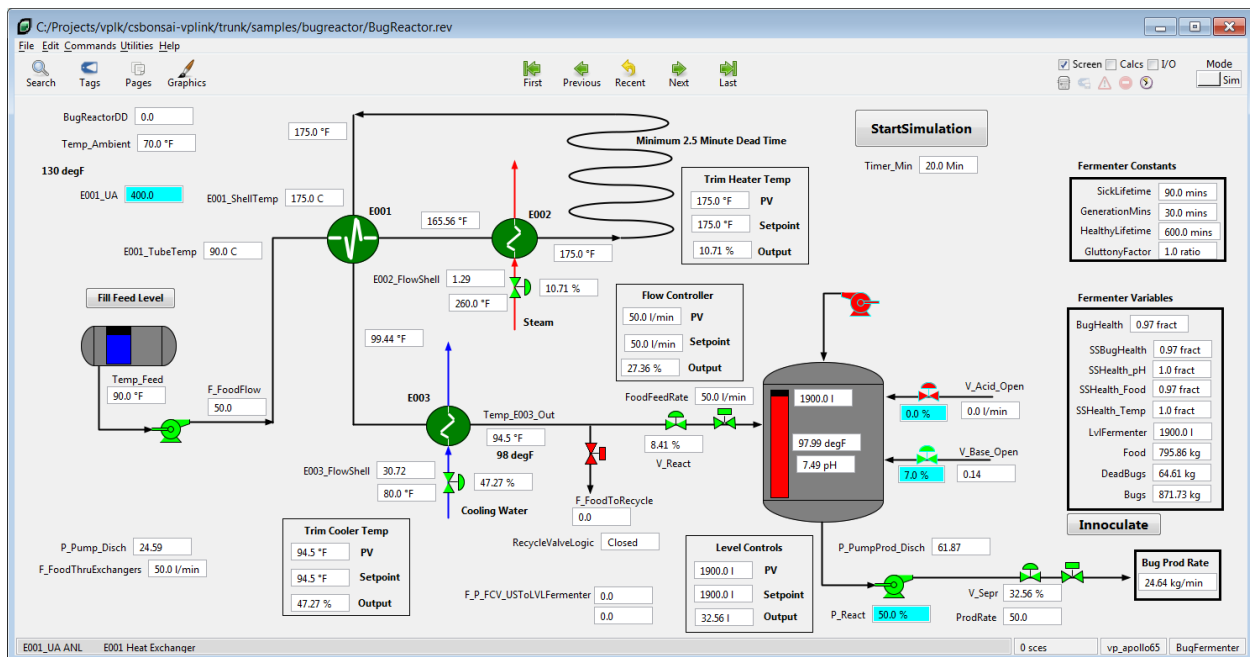 C:/Projects/vplk/csbonsai-vplink/trunk/samples/bugreactor/BugReactor.rev
File Edit Commands Utilities Help
Search Tags Pages Graphics
First Previous Recent Next Last
Screen Calcs I/O
Mode
Sim
BugReactorDD 0.0
Temp_Ambient 70.0 °F
130 degF
E001_UA 400.0
175.0 °F
E001_ShellTemp 175.0 C
E001
E001_TubeTemp 90.0 C
165.56 °F
E002
175.0 °F
Minimum 2.5 Minute Dead Time
E002_FlowShell 1.29
260.0 °F
10.71 %
Steam
Trim Heater Temp
175.0 °F PV
175.0 °F Setpoint
10.71 % Output
StartSimulation
Timer_Min 20.0 Min
Fermenter Constants
SickLifetime 90.0 mins
GenerationMins 30.0 mins
HealthyLifetime 600.0 mins
GluttonyFactor 1.0 ratio
Fill Feed Level
Temp_Feed
90.0 °F
F_FoodFlow
50.0
99.44 °F
E003
Temp_E003_Out
94.5 °F
98 degF
E003_FlowShell 30.72
80.0 °F
47.27 %
Cooling Water
Flow Controller
50.0 l/min PV
50.0 l/min Setpoint
27.36 % Output
FoodFeedRate 50.0 l/min
8.41 %
V_React
F_FoodToRecycle
0.0
RecycleValveLogic Closed
1900.0 l
97.99 degF
7.49 pH
V_Acid_Open
0.0 % 0.0 l/min
V_Base_Open
7.0 % 0.14
Fermenter Variables
BugHealth 0.97 fract
SSBugHealth 0.97 fract
SSHealth_pH 1.0 fract
SSHealth_Food 0.97 fract
SSHealth_Temp 1.0 fract
LvlFermenter 1900.0 l
Food 795.86 kg
DeadBugs 64.61 kg
Bugs 871.73 kg
Innoculate
P_Pump_Disch 24.59
F_FoodThruExchangers 50.0 l/min
Trim Cooler Temp
94.5 °F PV
94.5 °F Setpoint
47.27 % Output
F_P_FCV_USToLVLFermenter 0.0
0.0
Level Controls
1900.0 l PV
1900.0 l Setpoint
32.56 l Output
P_PumpProd_Disch 61.87
P_React 50.0 %
V_Sepr 32.56 %
ProdRate 50.0
Bug Prod Rate
24.64 kg/min
E001_UA ANL E001 Heat Exchanger
0 sces vp_apollo65 BugFermenter